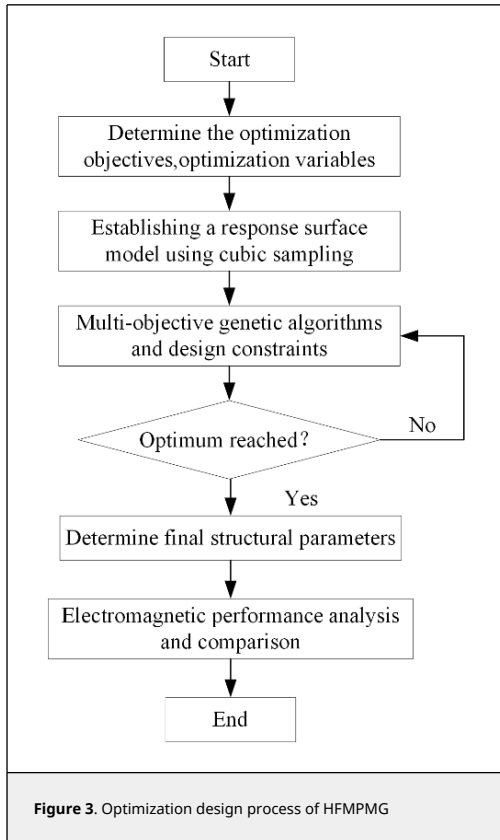 Start
Determine the optimization
objectives,optimization variables
Establishing a response surface
model using cubic sampling
Multi-objective genetic algorithms
and design constraints
Optimum reached?
No
Yes
Determine final structural parameters
Electromagnetic performance analysis
and comparison
End
Figure 3. Optimization design process of HFMPMG